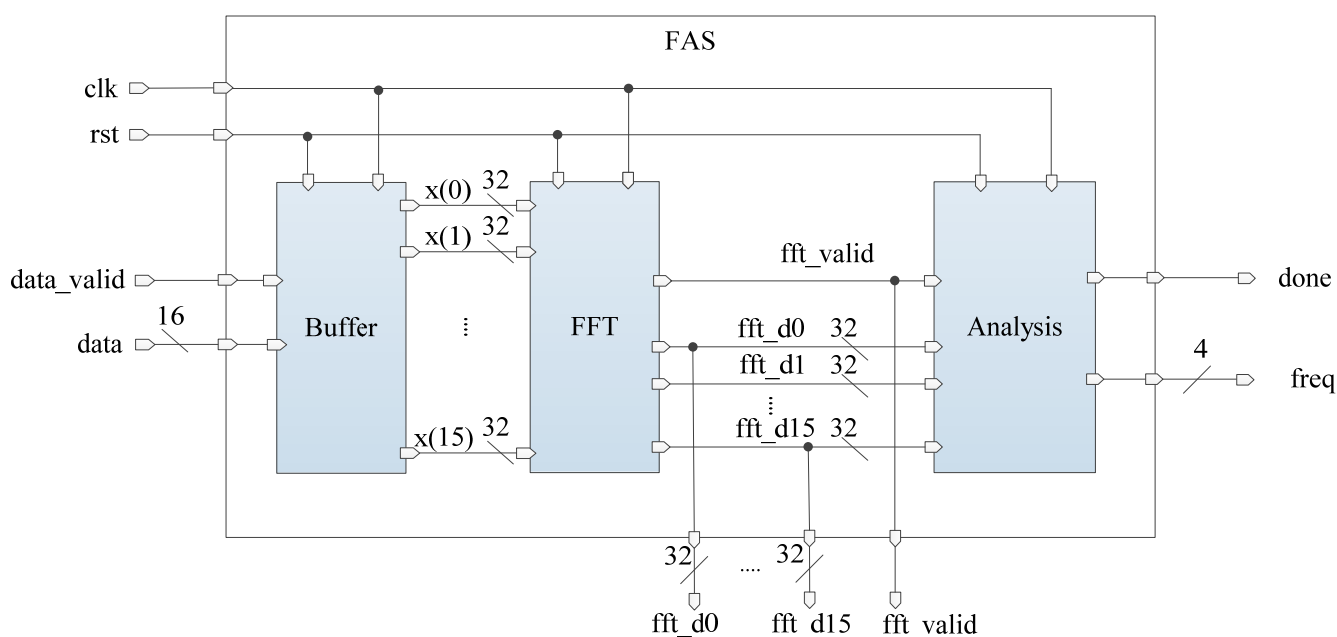 FAS
clk
rst
x(0) 32
x(1) 32
fft_valid
data_valid
done
16
Buffer
....
FFT
fft_d0 32
Analysis
data
4
fft_d1 32
freq
....
x(15) 32
fft_d15 32
32 .... 32
fft_d0 fft_d15 fft_valid